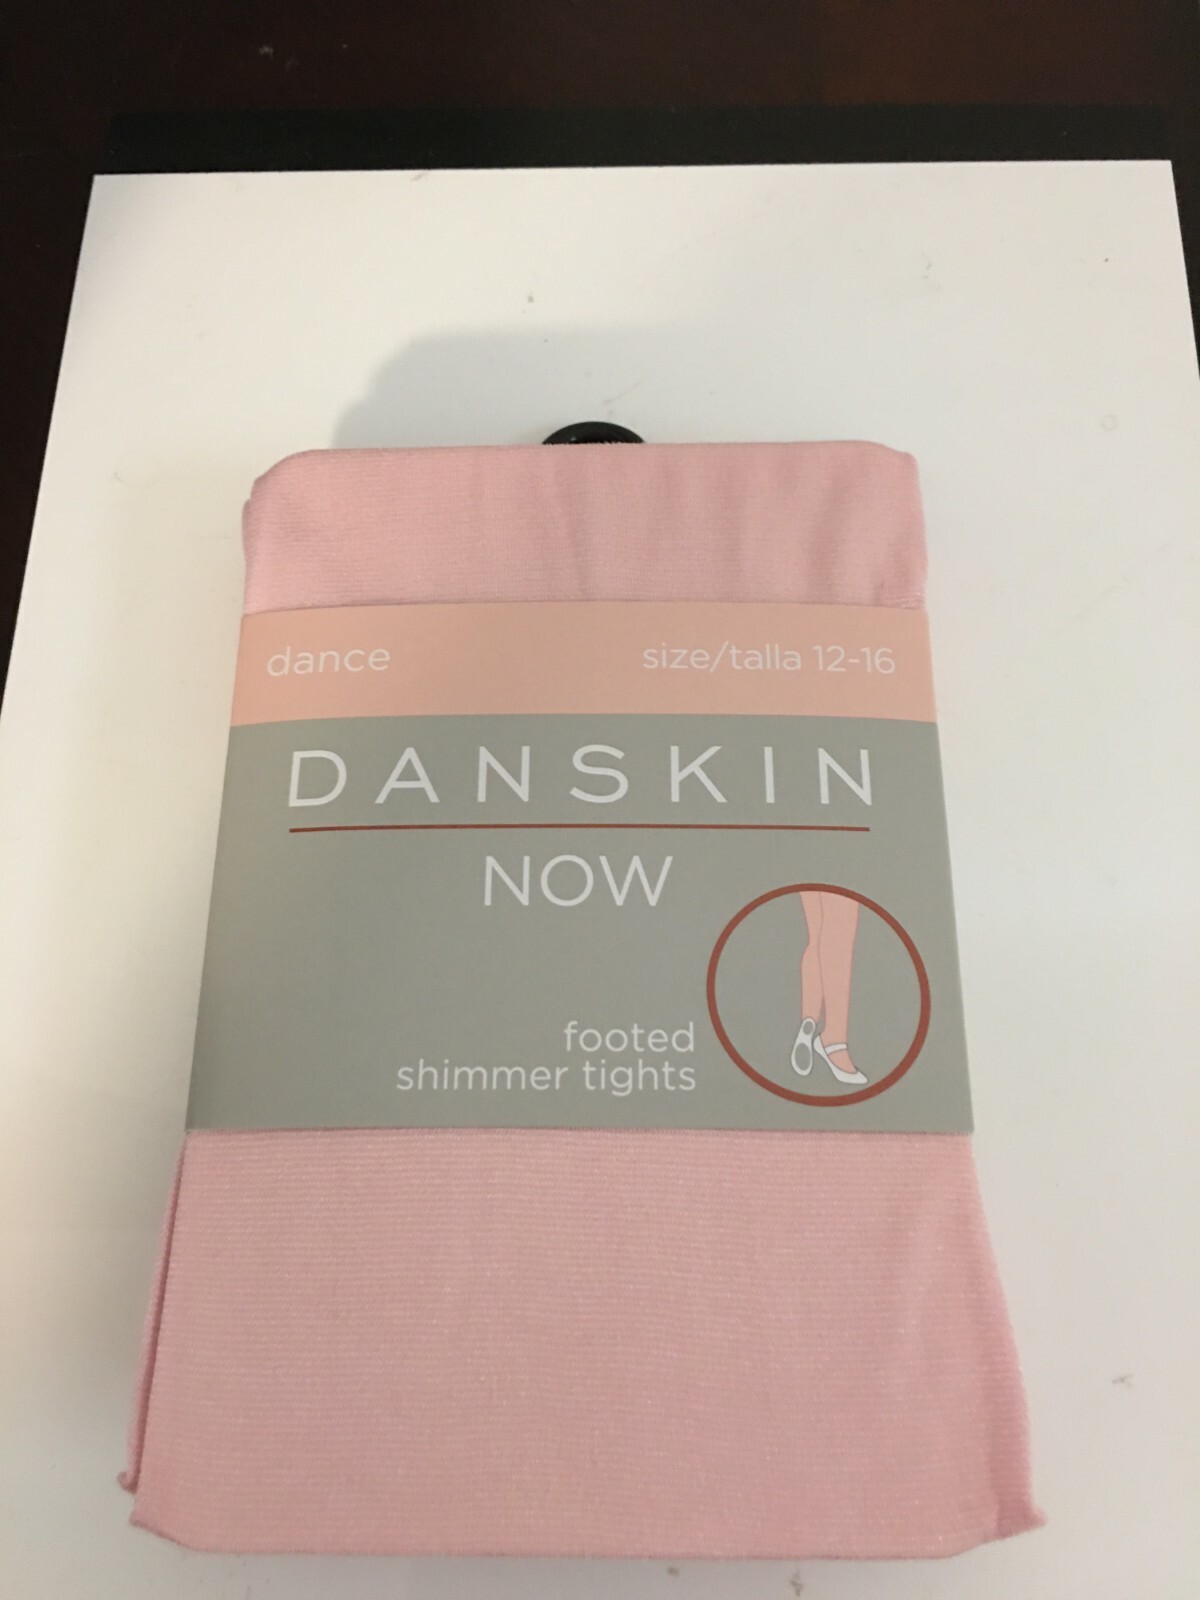 dance size/talla 12-16
DANSKIN
NOW
footed
shimmer tights